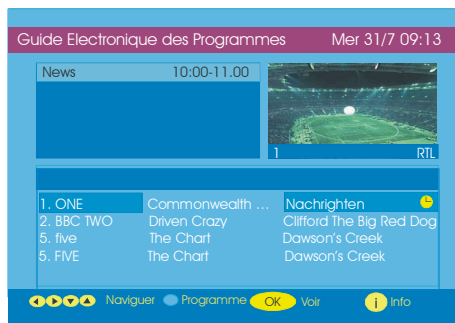 Guide Electronique des Programmes Mer 31/7 09:13
News 10:00-11.00
1 RTL
1. ONE Commonwealth ... Nachrighten
2. BBC TWO Driven Crazy Clifford The Big Red Dog
5. five The Chart Dawson's Creek
5. FIVE The Chart Dawson's Creek
Naviguer Programme OK Voir i Info